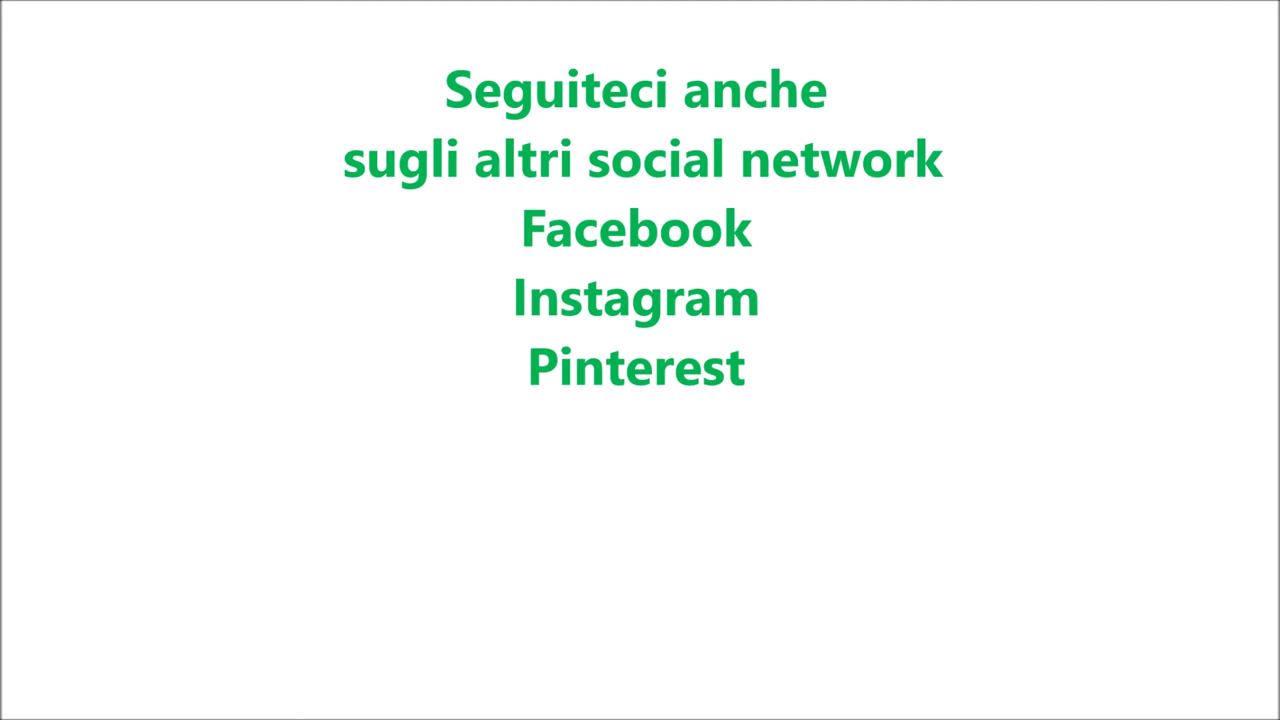 Seguiteci anche
sugli altri social network
Facebook
Instagram
Pinterest